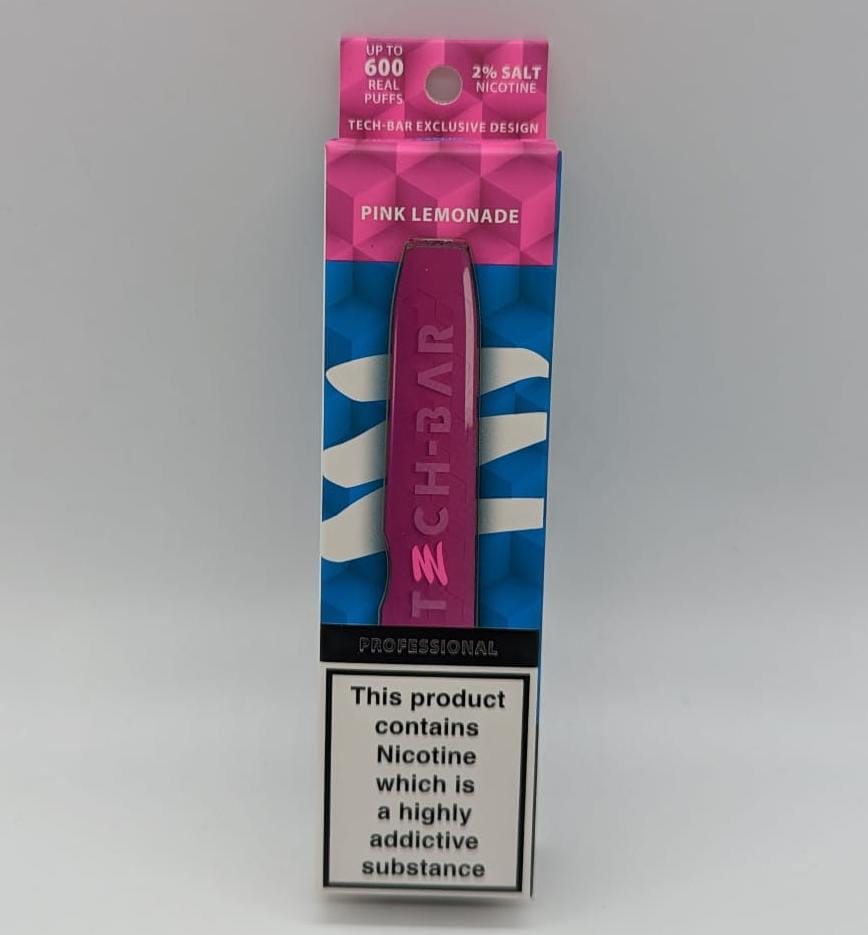 UP TO
600
REAL
PUFFS
2% SALT
NICOTINE
TECH-BAR EXCLUSIVE DESIGN
PINK LEMONADE
TECH-BAR
PROFESSIONAL
This product
contains
Nicotine
which is
a highly
addictive
substance